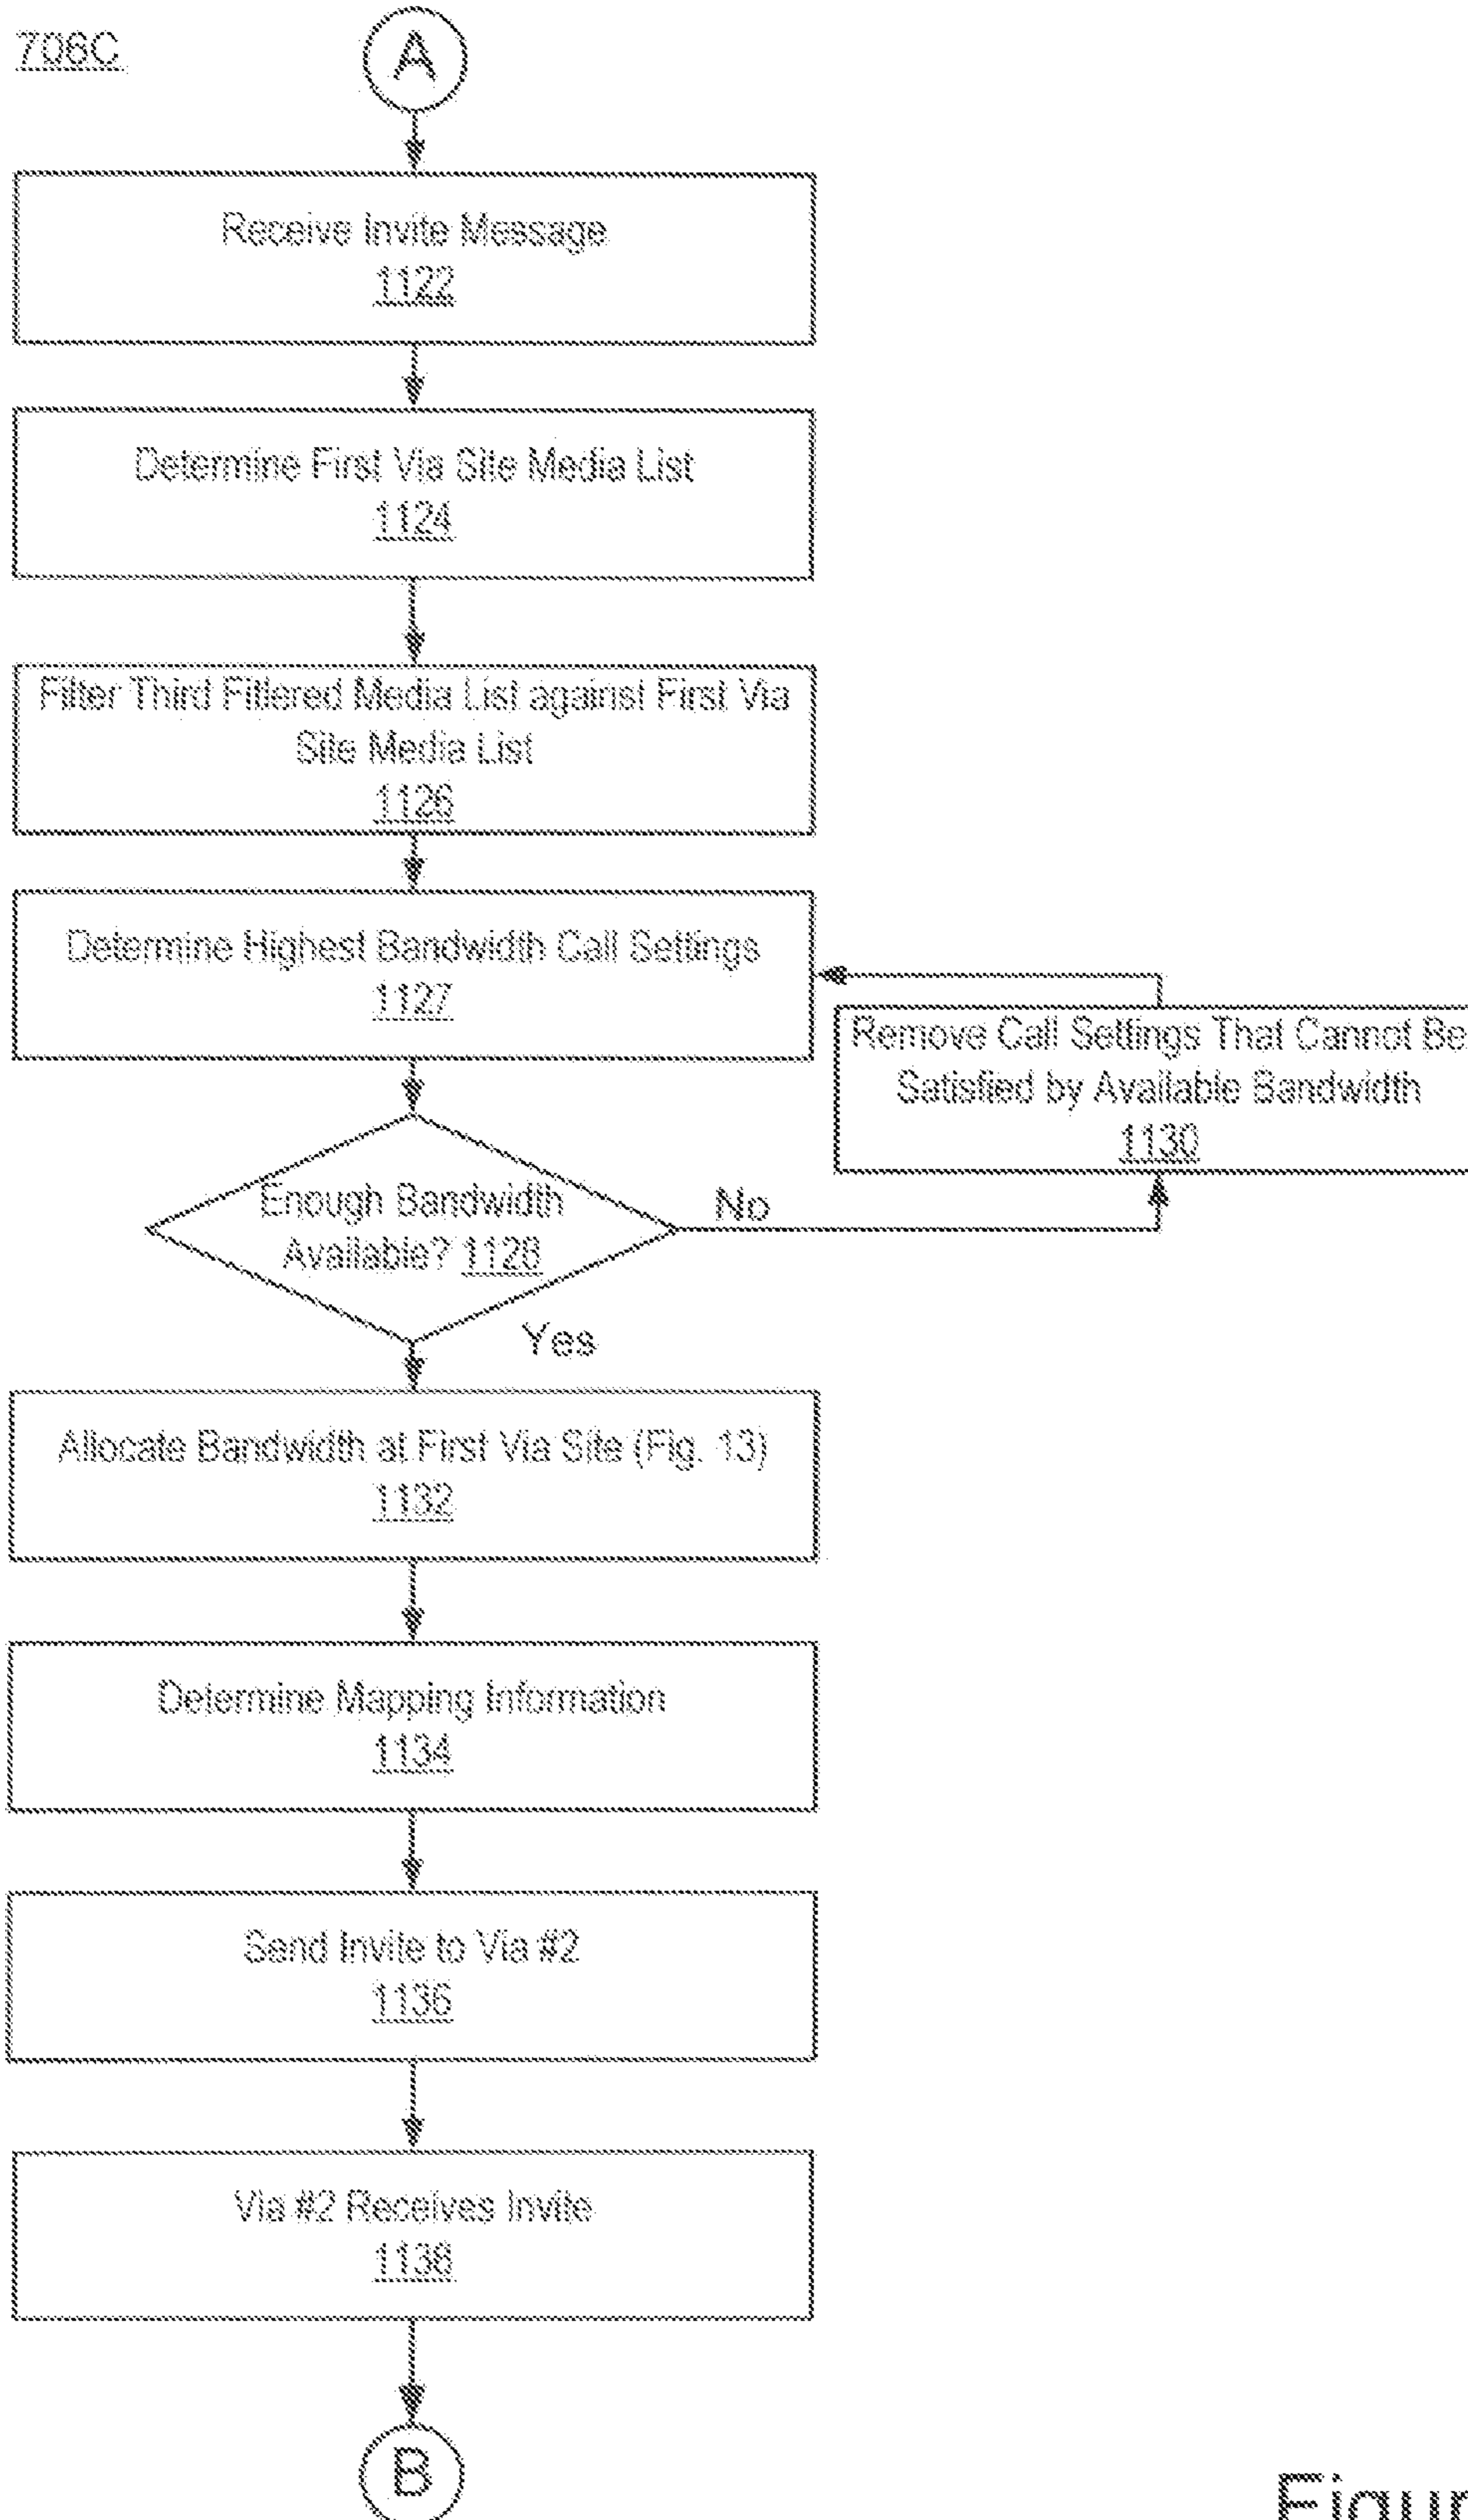 706C
A
Receive Invite Message
1122
Determine First Via Site Media List
1124
Filter Third Filtered Media List against First Via
Site Media List
1126
Determine Highest Bandwidth Call Settings
1127
Remove Call Settings That Cannot Be
Satisfied by Available Bandwidth
1130
Enough Bandwidth
Available? 1128
No
Yes
Allocate Bandwidth at First Via Site (Fig. 13)
1132
Determine Mapping Information
1134
Send Invite to Via #2
1136
Via #2 Receives Invite
1138
B